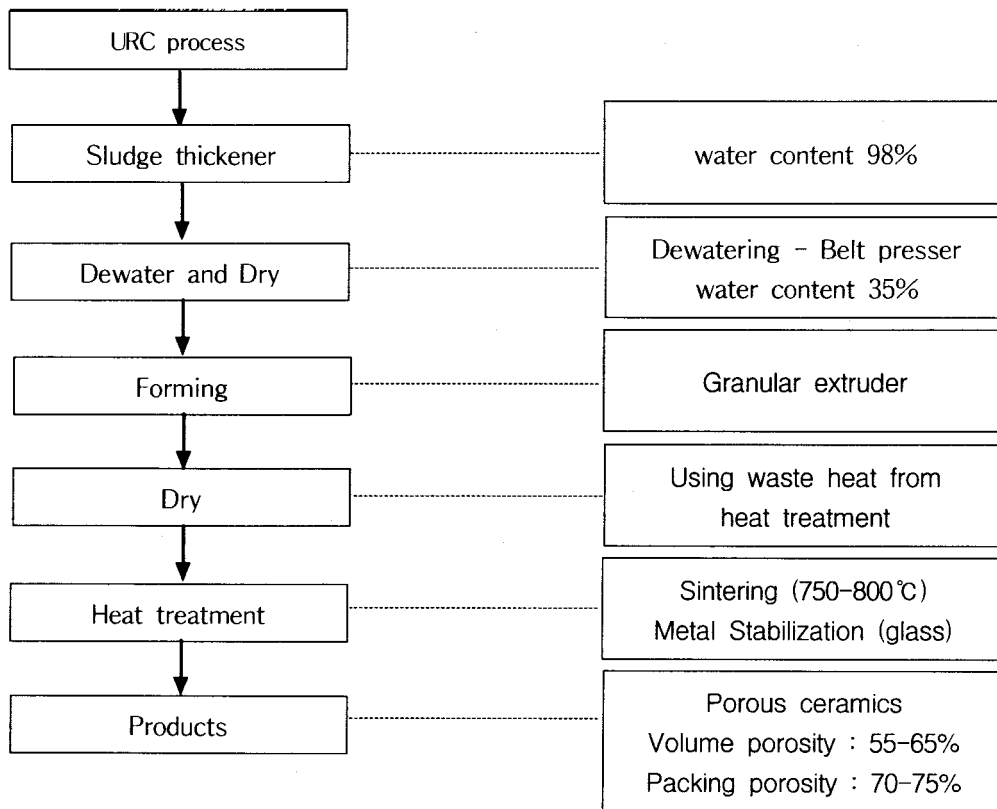 URC process
Sludge thickener
water content 98%
Dewater and Dry
Dewatering - Belt presser
water content 35%
Forming
Granular extruder
Dry
Using waste heat from
heat treatment
Heat treatment
Sintering (750-800℃)
Metal Stabilization (glass)
Products
Porous ceramics
Volume porosity : 55-65%
Packing porosity : 70-75%